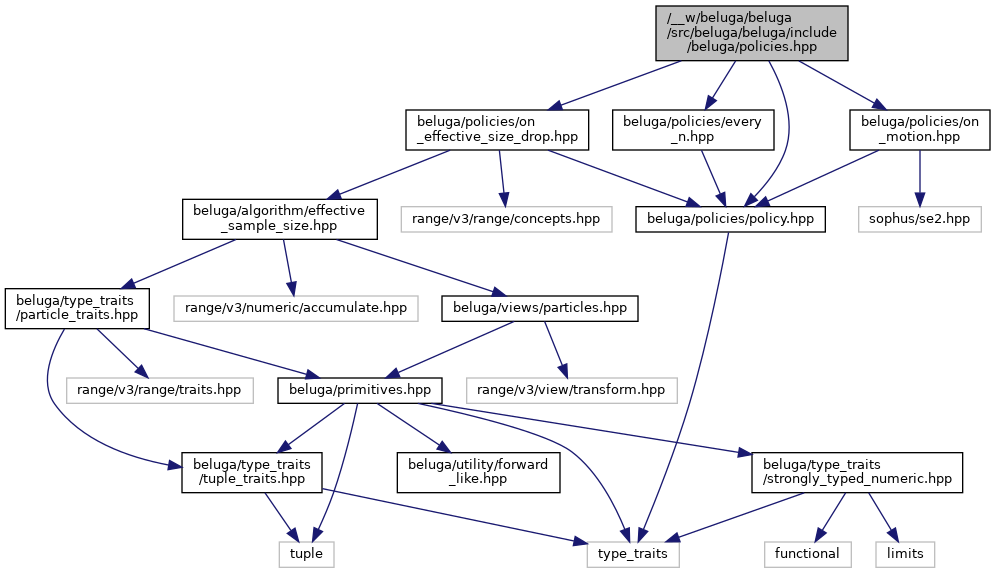 /__w/beluga/beluga
/src/beluga/beluga/include
/beluga/policies.hpp
beluga/policies/on
_effective_size_drop.hpp
beluga/policies/every
_n.hpp
beluga/policies/on
_motion.hpp
beluga/algorithm/effective
_sample_size.hpp
range/v3/range/concepts.hpp
beluga/policies/policy.hpp
sophus/se2.hpp
beluga/type_traits
/particle_traits.hpp
range/v3/numeric/accumulate.hpp
beluga/views/particles.hpp
range/v3/range/traits.hpp
beluga/primitives.hpp
range/v3/view/transform.hpp
beluga/type_traits
/tuple_traits.hpp
beluga/utility/forward
_like.hpp
beluga/type_traits
/strongly_typed_numeric.hpp
tuple
type_traits
functional
limits